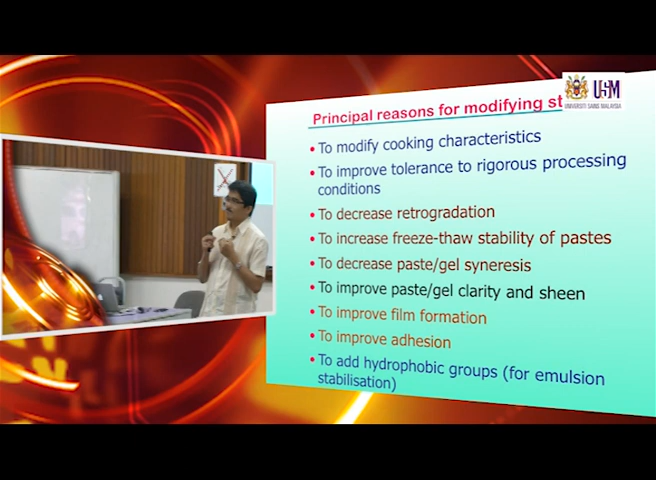 USM
UNIVERSITI SAINS MALAYSIA
Principal reasons for modifying st
• To modify cooking characteristics
• To improve tolerance to rigorous processing
conditions
• To decrease retrogradation
• To increase freeze-thaw stability of pastes
• To decrease paste/gel syneresis
• To improve paste/gel clarity and sheen
• To improve film formation
• To improve adhesion
• To add hydrophobic groups (for emulsion
stabilisation)